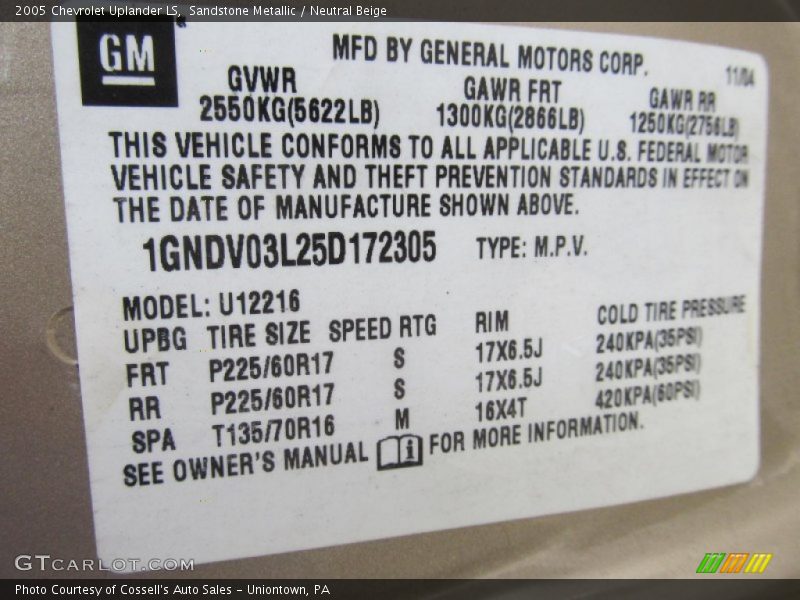 2005 Chevrolet Uplander LS, Sandstone Metallic / Neutral Beige
GM
MFD BY GENERAL MOTORS CORP.
11/04
GVWR GAWR FRT GAWR RR
2550KG(5622LB) 1300KG(2866LB) 1250KG(2756LB)
THIS VEHICLE CONFORMS TO ALL APPLICABLE U.S. FEDERAL MOTOR
VEHICLE SAFETY AND THEFT PREVENTION STANDARDS IN EFFECT ON
THE DATE OF MANUFACTURE SHOWN ABOVE.
1GNDV03L25D172305 TYPE: M.P.V.
MODEL: U12216
UPBG TIRE SIZE SPEED RTG RIM COLD TIRE PRESSURE
FRT P225/60R17 S 17X6.5J 240KPA(35PSI)
RR P225/60R17 S 17X6.5J 240KPA(35PSI)
SPA T135/70R16 M 16X4T 420KPA(60PSI)
SEE OWNER'S MANUAL i FOR MORE INFORMATION.
GTCARLOT.COM
Photo Courtesy of Cossell's Auto Sales - Uniontown, PA